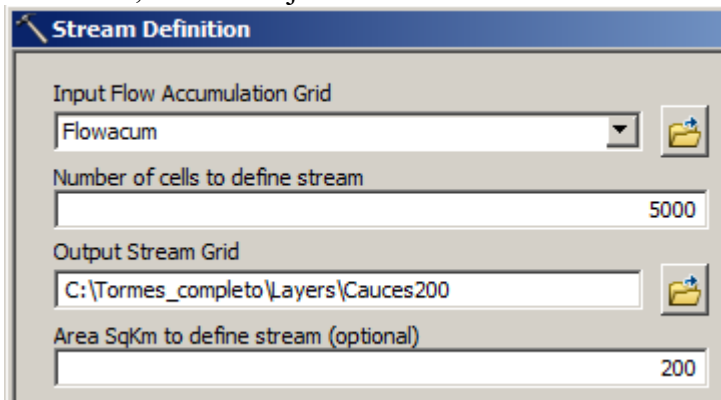 Stream Definition
Input Flow Accumulation Grid
Flowacum
Number of cells to define stream
5000
Output Stream Grid
C:\Tormes_completo\Layers\Cauces200
Area SqKm to define stream (optional)
200